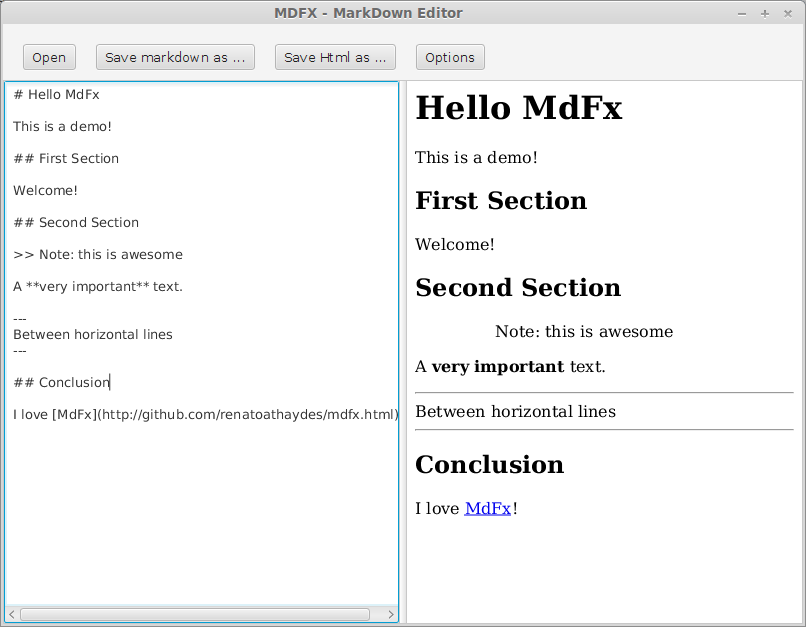 MDFX - MarkDown Editor
Open
Save markdown as ...
Save Html as ...
Options
# Hello MdFx
This is a demo!
## First Section
Welcome!
## Second Section
>> Note: this is awesome
A **very important** text.
---
Between horizontal lines
---
## Conclusion
I love [MdFx](http://github.com/renatoathaydes/mdfx.html)
Hello MdFx
This is a demo!
First Section
Welcome!
Second Section
Note: this is awesome
A very important text.
Between horizontal lines
Conclusion
I love MdFx!